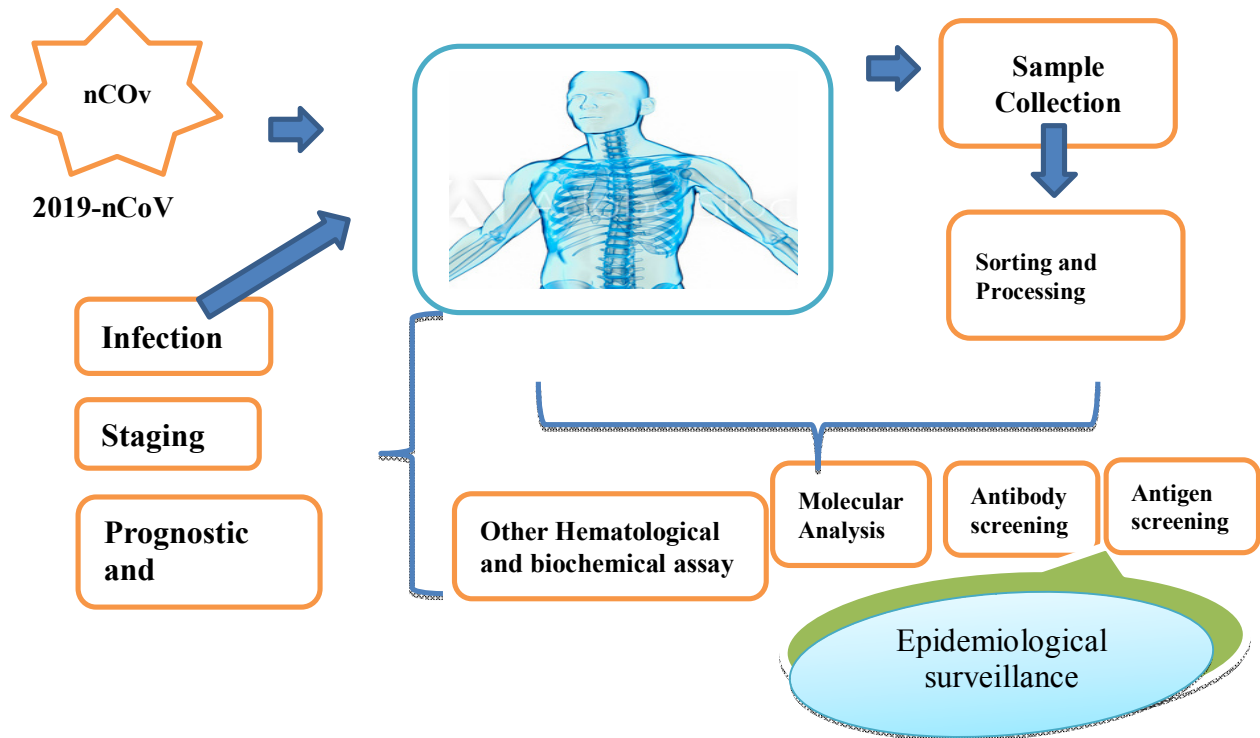 nCOv
2019-nCoV
Sample
Collection
Sorting and
Processing
Infection
Staging
Prognostic
and
Other Hematological
and biochemical assay
Molecular
Analysis
Antibody
screening
Antigen
screening
Epidemiological
surveillance